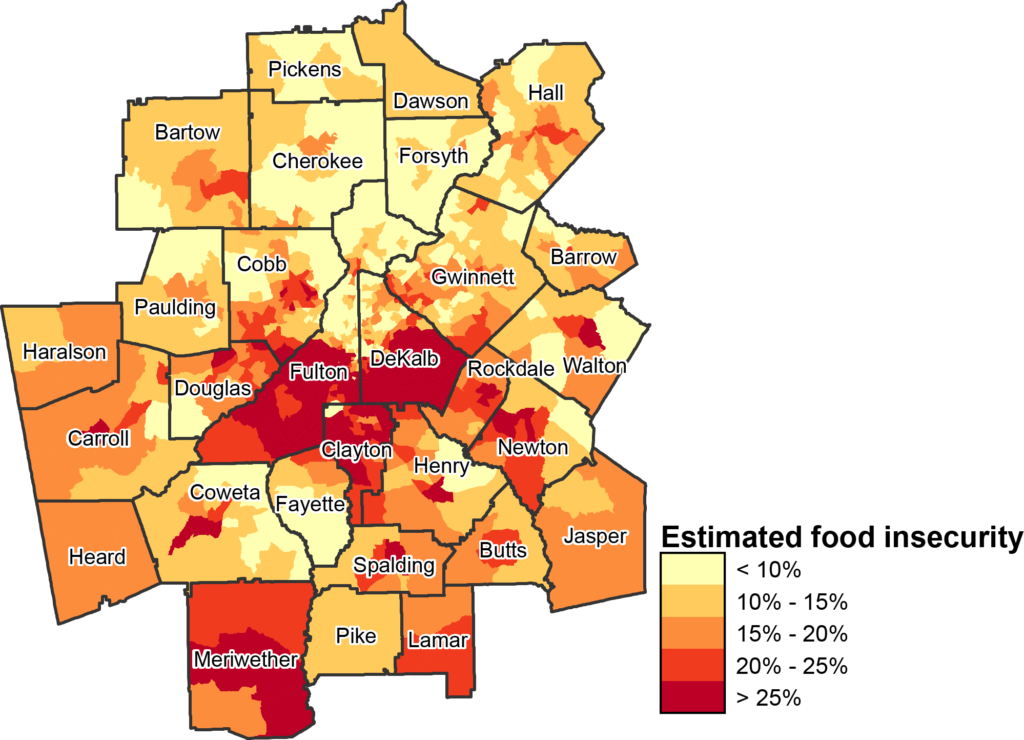 Pickens
Dawson
Hall
Bartow
Cherokee
Forsyth
Cobb
Gwinnett
Barrow
Paulding
Haralson
Douglas
Fulton
DeKalb
Rockdale
Walton
Carroll
Clayton
Henry
Newton
Coweta
Fayette
Heard
Spalding
Butts
Jasper
Meriwether
Pike
Lamar
Estimated food insecurity
< 10%
10% - 15%
15% - 20%
20% - 25%
> 25%